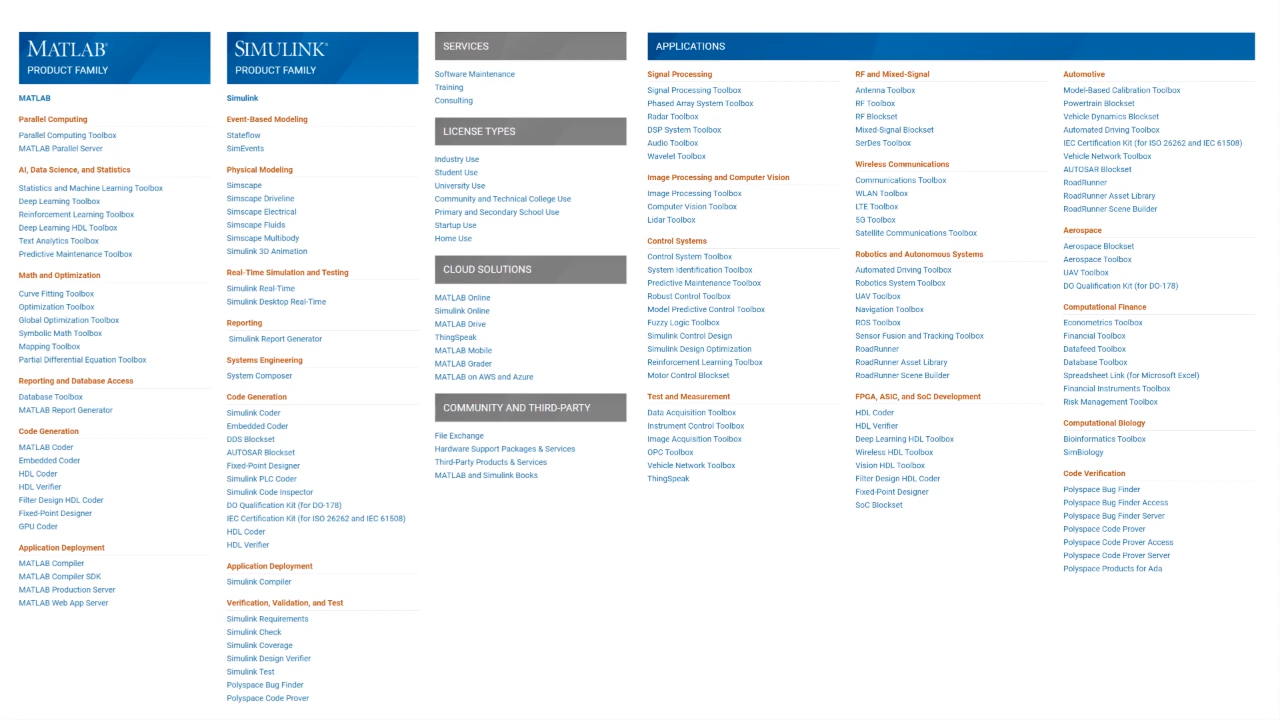 MATLAB®
PRODUCT FAMILY
MATLAB
Parallel Computing
Parallel Computing Toolbox
MATLAB Parallel Server
AI, Data Science, and Statistics
Statistics and Machine Learning Toolbox
Deep Learning Toolbox
Reinforcement Learning Toolbox
Deep Learning HDL Toolbox
Text Analytics Toolbox
Predictive Maintenance Toolbox
Math and Optimization
Curve Fitting Toolbox
Optimization Toolbox
Global Optimization Toolbox
Symbolic Math Toolbox
Mapping Toolbox
Partial Differential Equation Toolbox
Reporting and Database Access
Database Toolbox
MATLAB Report Generator
Code Generation
MATLAB Coder
Embedded Coder
HDL Coder
HDL Verifier
Filter Design HDL Coder
Fixed-Point Designer
GPU Coder
Application Deployment
MATLAB Compiler
MATLAB Compiler SDK
MATLAB Production Server
MATLAB Web App Server
SIMULINK®
PRODUCT FAMILY
Simulink
Event-Based Modeling
Stateflow
SimEvents
Physical Modeling
Simscape
Simscape Driveline
Simscape Electrical
Simscape Fluids
Simscape Multibody
Simulink 3D Animation
Real-Time Simulation and Testing
Simulink Real-Time
Simulink Desktop Real-Time
Reporting
Simulink Report Generator
Systems Engineering
System Composer
Code Generation
Simulink Coder
Embedded Coder
DDS Blockset
AUTOSAR Blockset
Fixed-Point Designer
Simulink PLC Coder
Simulink Code Inspector
DO Qualification Kit (for DO-178)
IEC Certification Kit (for ISO 26262 and IEC 61508)
HDL Coder
HDL Verifier
Application Deployment
Simulink Compiler
Verification, Validation, and Test
Simulink Requirements
Simulink Check
Simulink Coverage
Simulink Design Verifier
Simulink Test
Polyspace Bug Finder
Polyspace Code Prover
SERVICES
Software Maintenance
Training
Consulting
LICENSE TYPES
Industry Use
Student Use
University Use
Community and Technical College Use
Primary and Secondary School Use
Startup Use
Home Use
CLOUD SOLUTIONS
MATLAB Online
Simulink Online
MATLAB Drive
ThingSpeak
MATLAB Mobile
MATLAB Grader
MATLAB on AWS and Azure
COMMUNITY AND THIRD-PARTY
File Exchange
Hardware Support Packages & Services
Third-Party Products & Services
MATLAB and Simulink Books
APPLICATIONS
Signal Processing
Signal Processing Toolbox
Phased Array System Toolbox
Radar Toolbox
DSP System Toolbox
Audio Toolbox
Wavelet Toolbox
Image Processing and Computer Vision
Image Processing Toolbox
Computer Vision Toolbox
Lidar Toolbox
Control Systems
Control System Toolbox
System Identification Toolbox
Predictive Maintenance Toolbox
Robust Control Toolbox
Model Predictive Control Toolbox
Fuzzy Logic Toolbox
Simulink Control Design
Simulink Design Optimization
Reinforcement Learning Toolbox
Motor Control Blockset
Test and Measurement
Data Acquisition Toolbox
Instrument Control Toolbox
Image Acquisition Toolbox
OPC Toolbox
Vehicle Network Toolbox
ThingSpeak
RF and Mixed-Signal
Antenna Toolbox
RF Toolbox
RF Blockset
Mixed-Signal Blockset
SerDes Toolbox
Wireless Communications
Communications Toolbox
WLAN Toolbox
LTE Toolbox
5G Toolbox
Satellite Communications Toolbox
Robotics and Autonomous Systems
Automated Driving Toolbox
Robotics System Toolbox
UAV Toolbox
Navigation Toolbox
ROS Toolbox
Sensor Fusion and Tracking Toolbox
RoadRunner
RoadRunner Asset Library
RoadRunner Scene Builder
FPGA, ASIC, and SoC Development
HDL Coder
HDL Verifier
Deep Learning HDL Toolbox
Wireless HDL Toolbox
Vision HDL Toolbox
Filter Design HDL Coder
Fixed-Point Designer
SoC Blockset
Automotive
Model-Based Calibration Toolbox
Powertrain Blockset
Vehicle Dynamics Blockset
Automated Driving Toolbox
IEC Certification Kit (for ISO 26262 and IEC 61508)
Vehicle Network Toolbox
AUTOSAR Blockset
RoadRunner
RoadRunner Asset Library
RoadRunner Scene Builder
Aerospace
Aerospace Blockset
Aerospace Toolbox
UAV Toolbox
DO Qualification Kit (for DO-178)
Computational Finance
Econometrics Toolbox
Financial Toolbox
Datafeed Toolbox
Database Toolbox
Spreadsheet Link (for Microsoft Excel)
Financial Instruments Toolbox
Risk Management Toolbox
Computational Biology
Bioinformatics Toolbox
SimBiology
Code Verification
Polyspace Bug Finder
Polyspace Bug Finder Access
Polyspace Bug Finder Server
Polyspace Code Prover
Polyspace Code Prover Access
Polyspace Code Prover Server
Polyspace Products for Ada